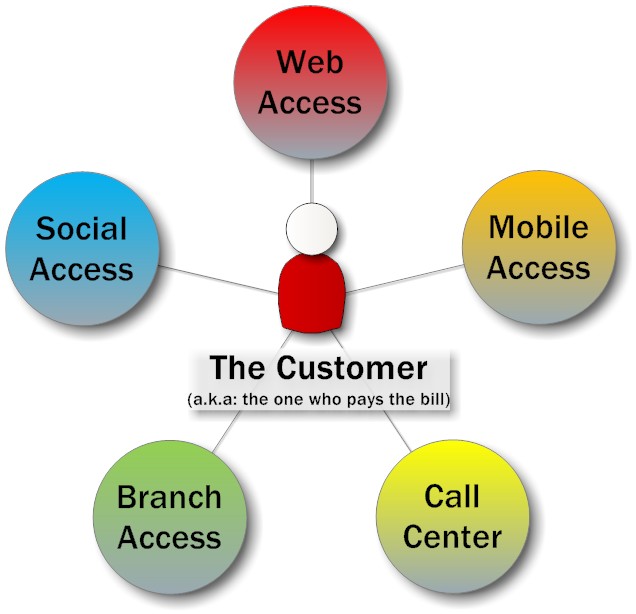 Web
Access
Social
Access
Mobile
Access
The Customer
(a.k.a: the one who pays the bill)
Branch
Access
Call
Center